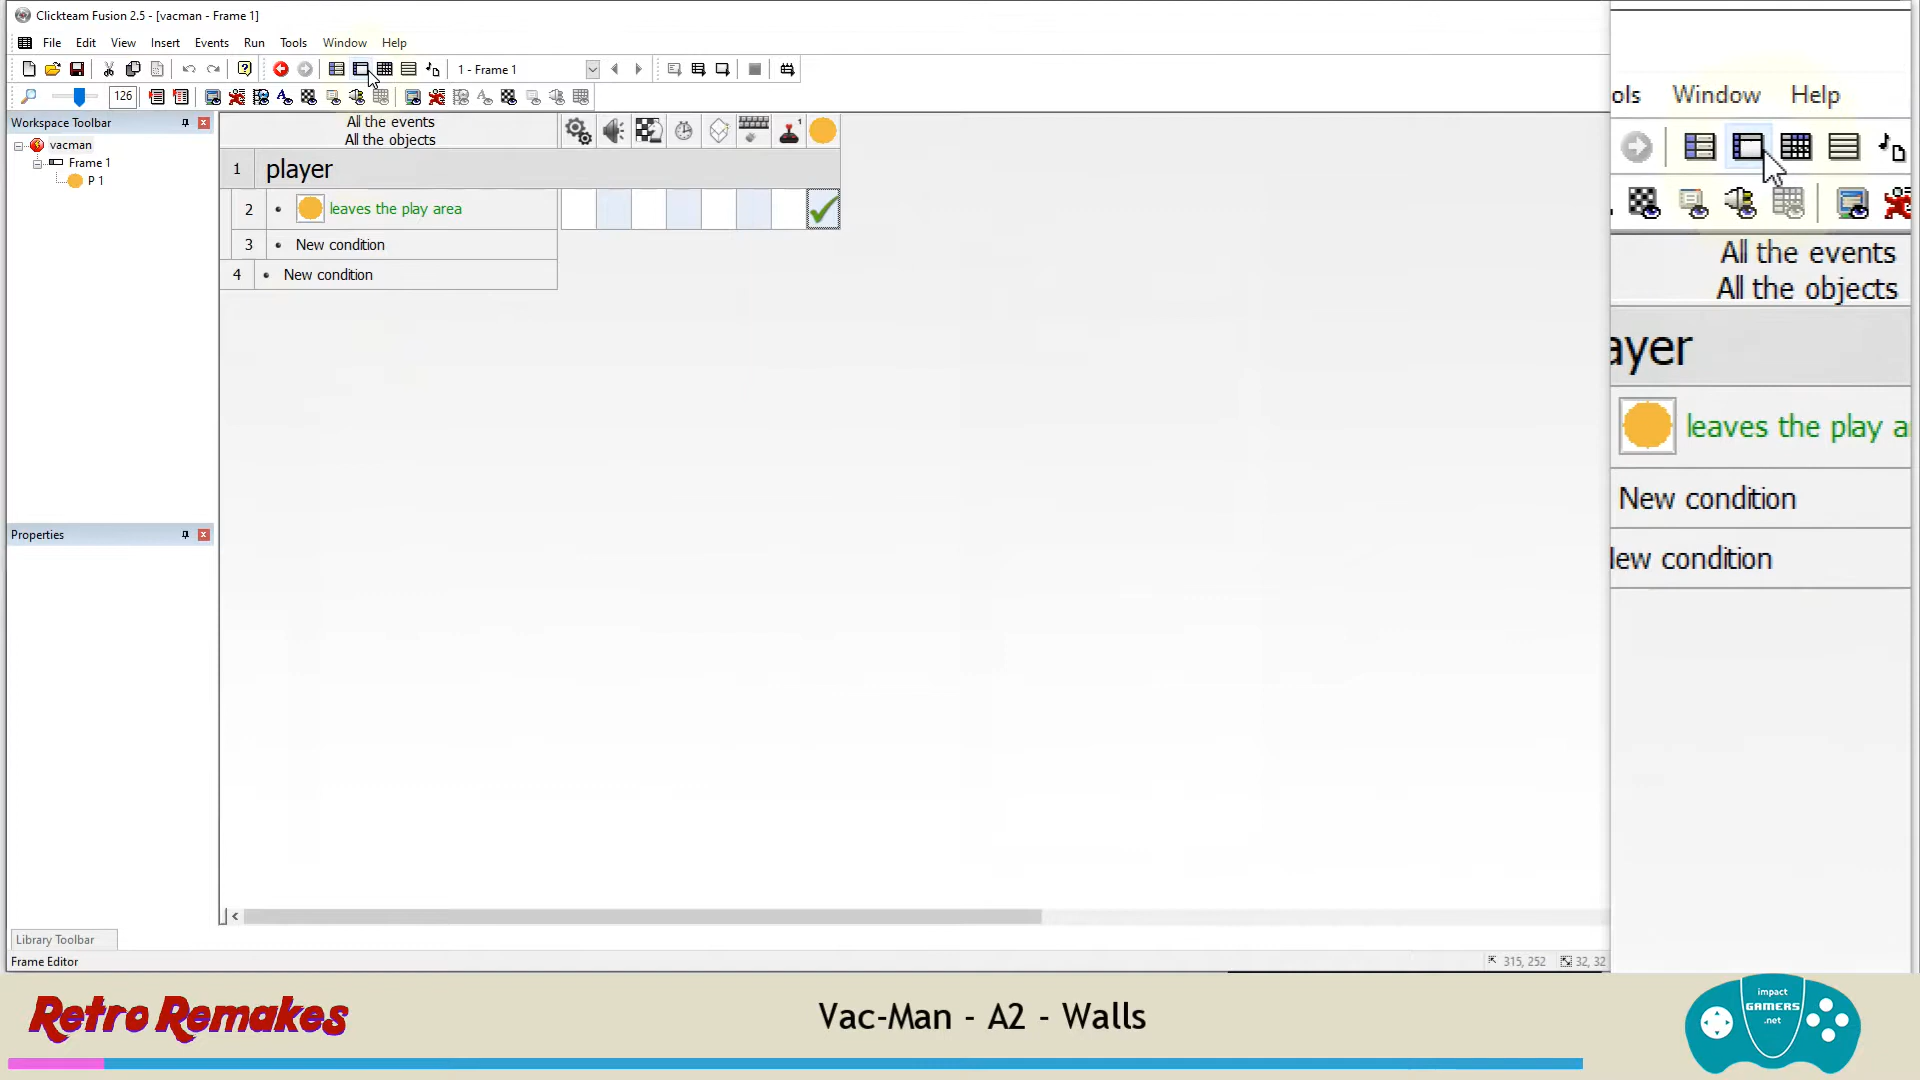 Clickteam Fusion 2.5 - [vacman - Frame 1]
File Edit View Insert Events Run Tools Window Help
1 - Frame 1
126
Workspace Toolbar
vacman
Frame 1
P 1
All the events
All the objects
1 player
2 leaves the play area
3 New condition
4 New condition
Properties
Library Toolbar
Frame Editor
315, 252
32, 32
ols Window Help
All the events
All the objects
ayer
leaves the play a
New condition
lew condition
Retro Remakes
Vac-Man - A2 - Walls
impact
GAMERS
.net